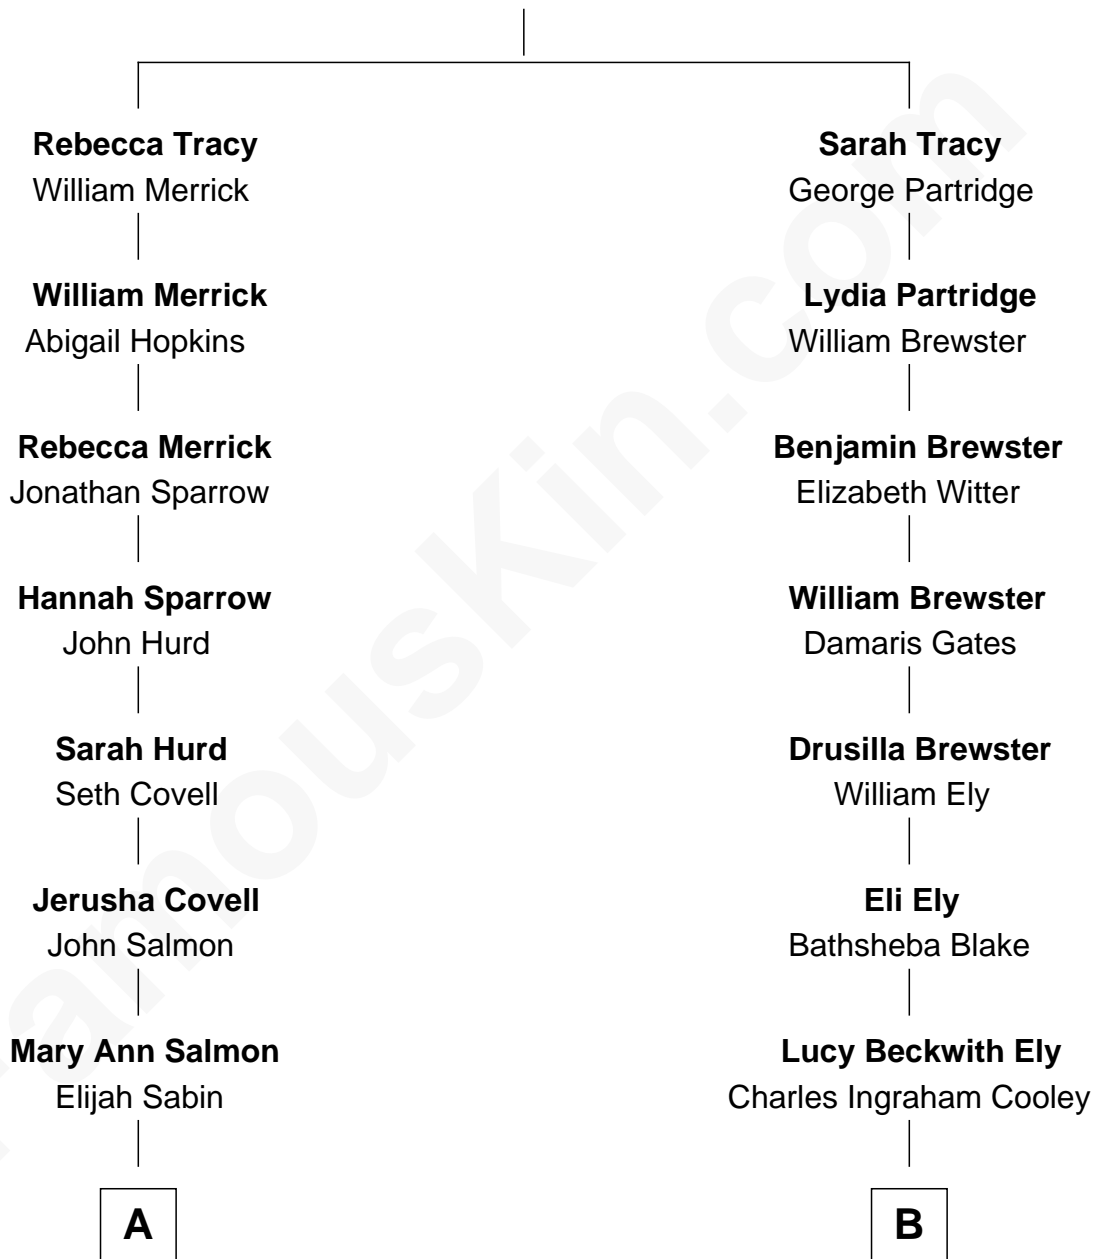 Rebecca Tracy
William Merrick
William Merrick
Abigail Hopkins
Rebecca Merrick
Jonathan Sparrow
Hannah Sparrow
John Hurd
Sarah Hurd
Seth Covell
Jerusha Covell
John Salmon
Mary Ann Salmon
Elijah Sabin
A
Sarah Tracy
George Partridge
Lydia Partridge
William Brewster
Benjamin Brewster
Elizabeth Witter
William Brewster
Damaris Gates
Drusilla Brewster
William Ely
Eli Ely
Bathsheba Blake
Lucy Beckwith Ely
Charles Ingraham Cooley
B
FamousKin.com